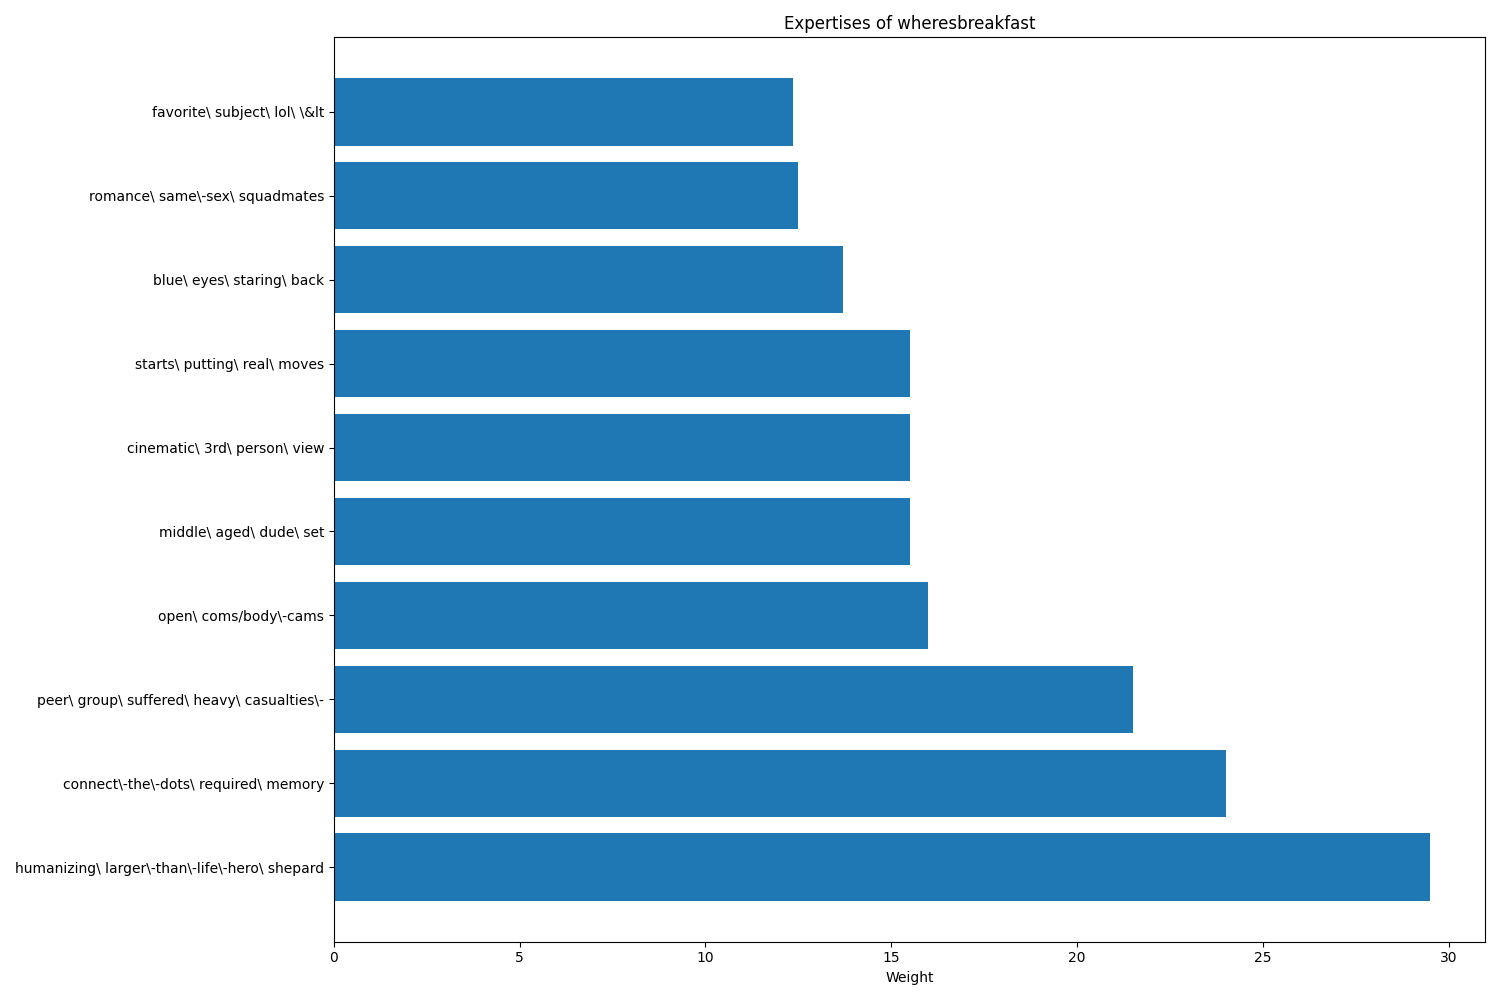 Expertises of wheresbreakfast
favorite\ subject\ lol\ \&lt
romance\ same\-sex\ squadmates
blue\ eyes\ staring\ back
starts\ putting\ real\ moves
cinematic\ 3rd\ person\ view
middle\ aged\ dude\ set
open\ coms/body\-cams
peer\ group\ suffered\ heavy\ casualties\-
connect\-the\-dots\ required\ memory
humanizing\ larger\-than\-life\-hero\ shepard
0 5 10 15 20 25 30
Weight